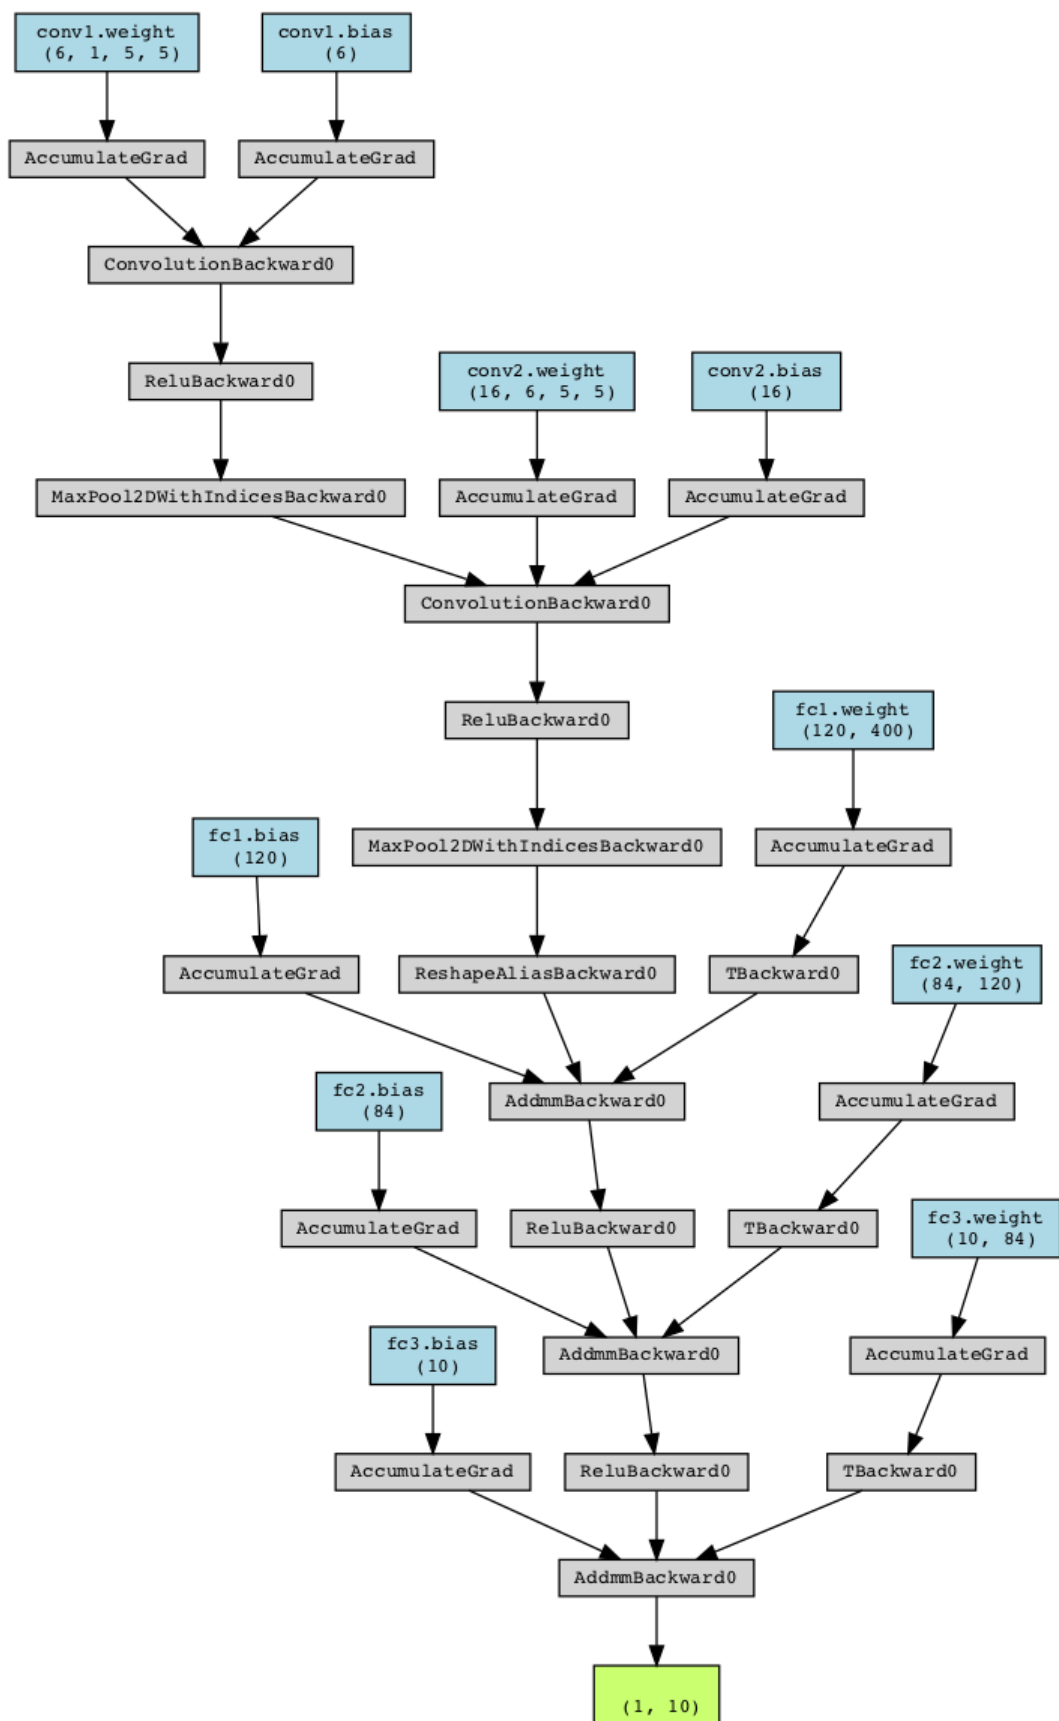 conv1.weight
(6, 1, 5, 5)
conv1.bias
(6)
AccumulateGrad
AccumulateGrad
ConvolutionBackward0
ReluBackward0
conv2.weight
(16, 6, 5, 5)
conv2.bias
(16)
MaxPool2DWithIndicesBackward0
AccumulateGrad
AccumulateGrad
ConvolutionBackward0
ReluBackward0
fc1.weight
(120, 400)
fc1.bias
(120)
MaxPool2DWithIndicesBackward0
AccumulateGrad
AccumulateGrad
ReshapeAliasBackward0
TBackward0
fc2.weight
(84, 120)
fc2.bias
(84)
AddmmBackward0
AccumulateGrad
AccumulateGrad
ReluBackward0
TBackward0
fc3.weight
(10, 84)
fc3.bias
(10)
AddmmBackward0
AccumulateGrad
AccumulateGrad
ReluBackward0
TBackward0
AddmmBackward0
(1, 10)